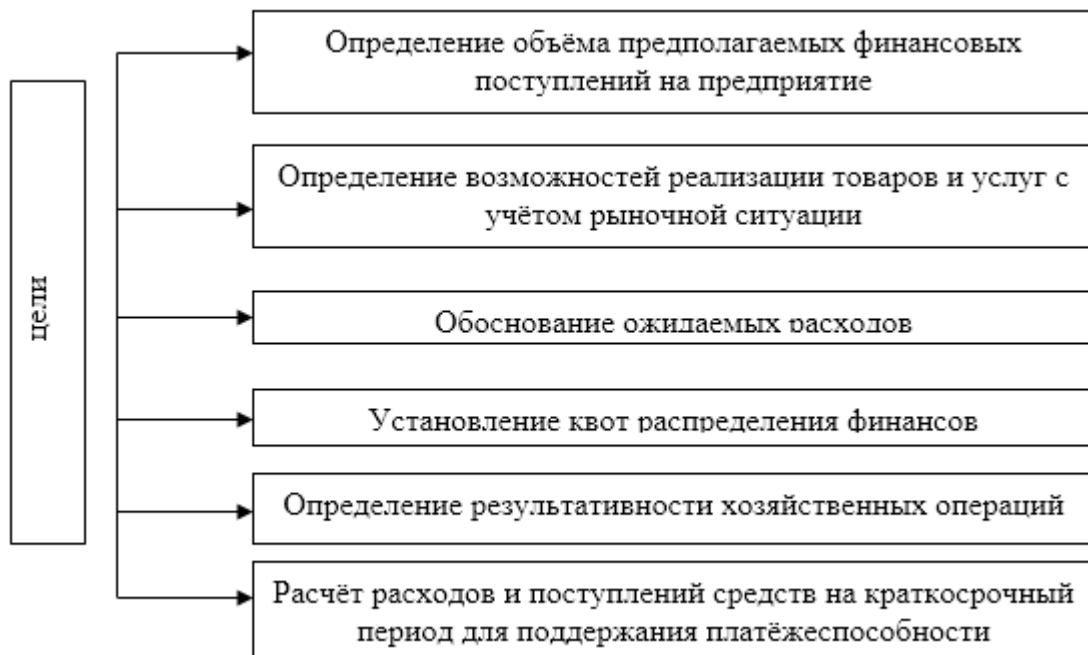 цели
Определение объёма предполагаемых финансовых
поступлений на предприятие
Определение возможностей реализации товаров и услуг с
учётом рыночной ситуации
Обоснование ожидаемых расходов
Установление квот распределения финансов
Определение результативности хозяйственных операций
Расчёт расходов и поступлений средств на краткосрочный
период для поддержания платёжеспособности